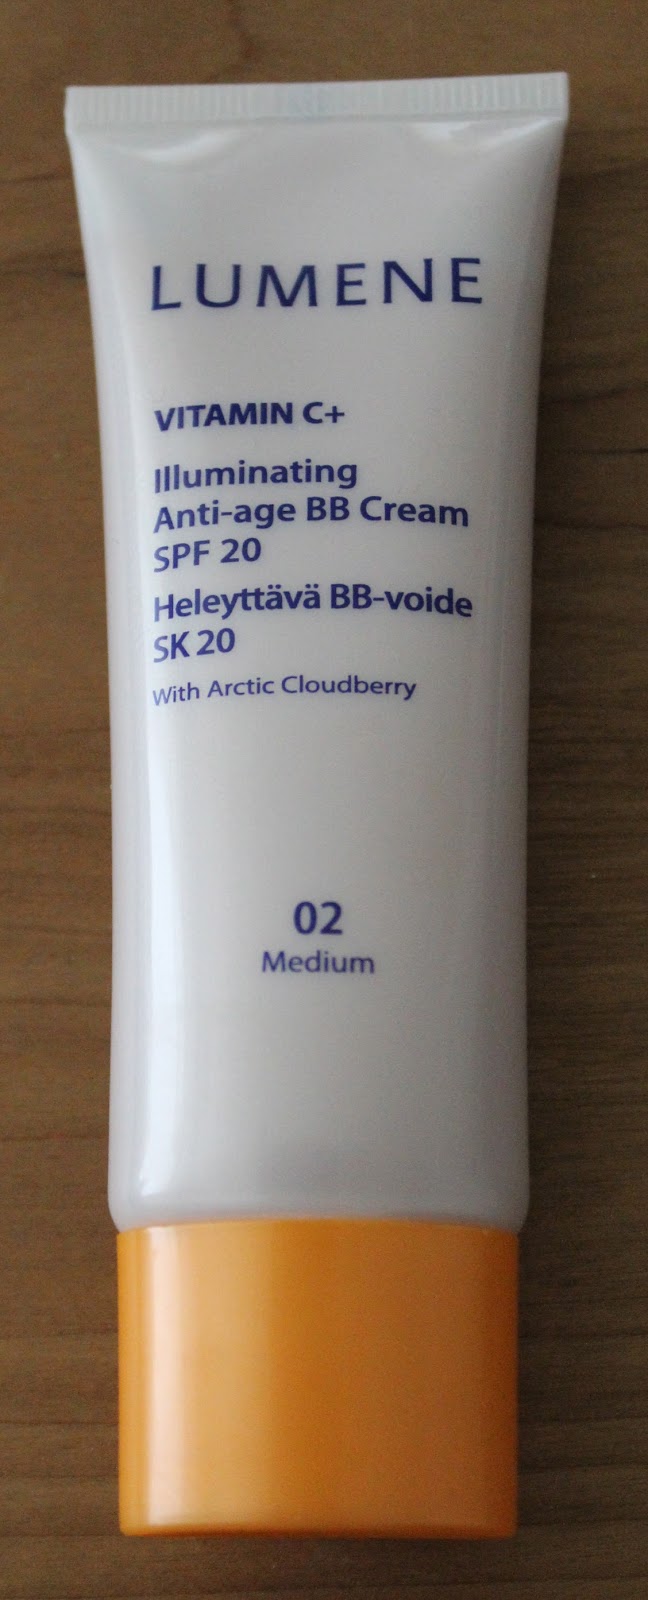 LUMENE
VITAMIN C+
Illuminating
Anti-age BB Cream
SPF 20
Heleyttävä BB-voide
SK 20
With Arctic Cloudberry
02
Medium